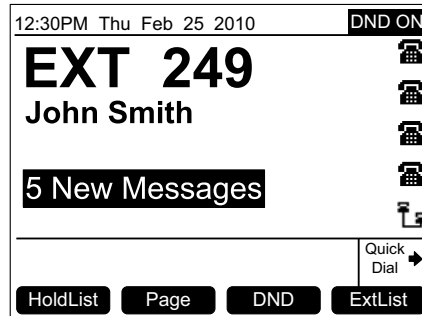 12:30PM Thu Feb 25 2010 DND ON
EXT 249
John Smith
5 New Messages
Quick
Dial
HoldList Page DND ExtList